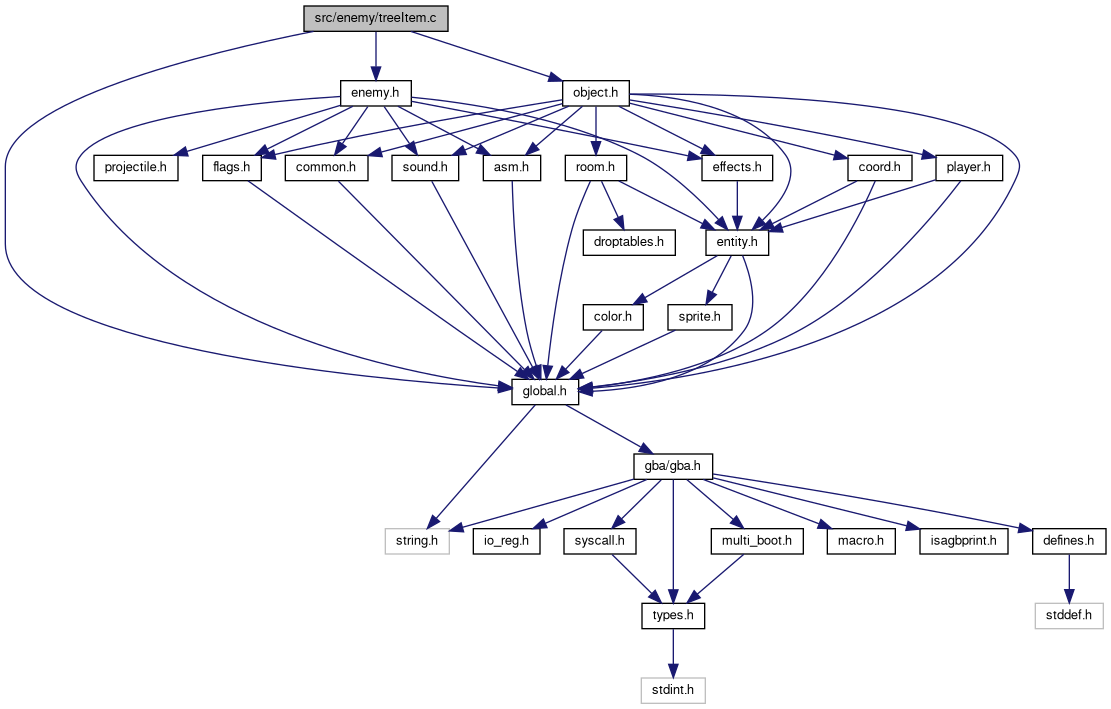 src/enemy/treeItem.c
enemy.h
object.h
projectile.h
flags.h
common.h
sound.h
asm.h
room.h
effects.h
coord.h
player.h
droptables.h
entity.h
color.h
sprite.h
global.h
gba/gba.h
string.h
io_reg.h
syscall.h
multi_boot.h
macro.h
isagbprint.h
defines.h
types.h
stddef.h
stdint.h